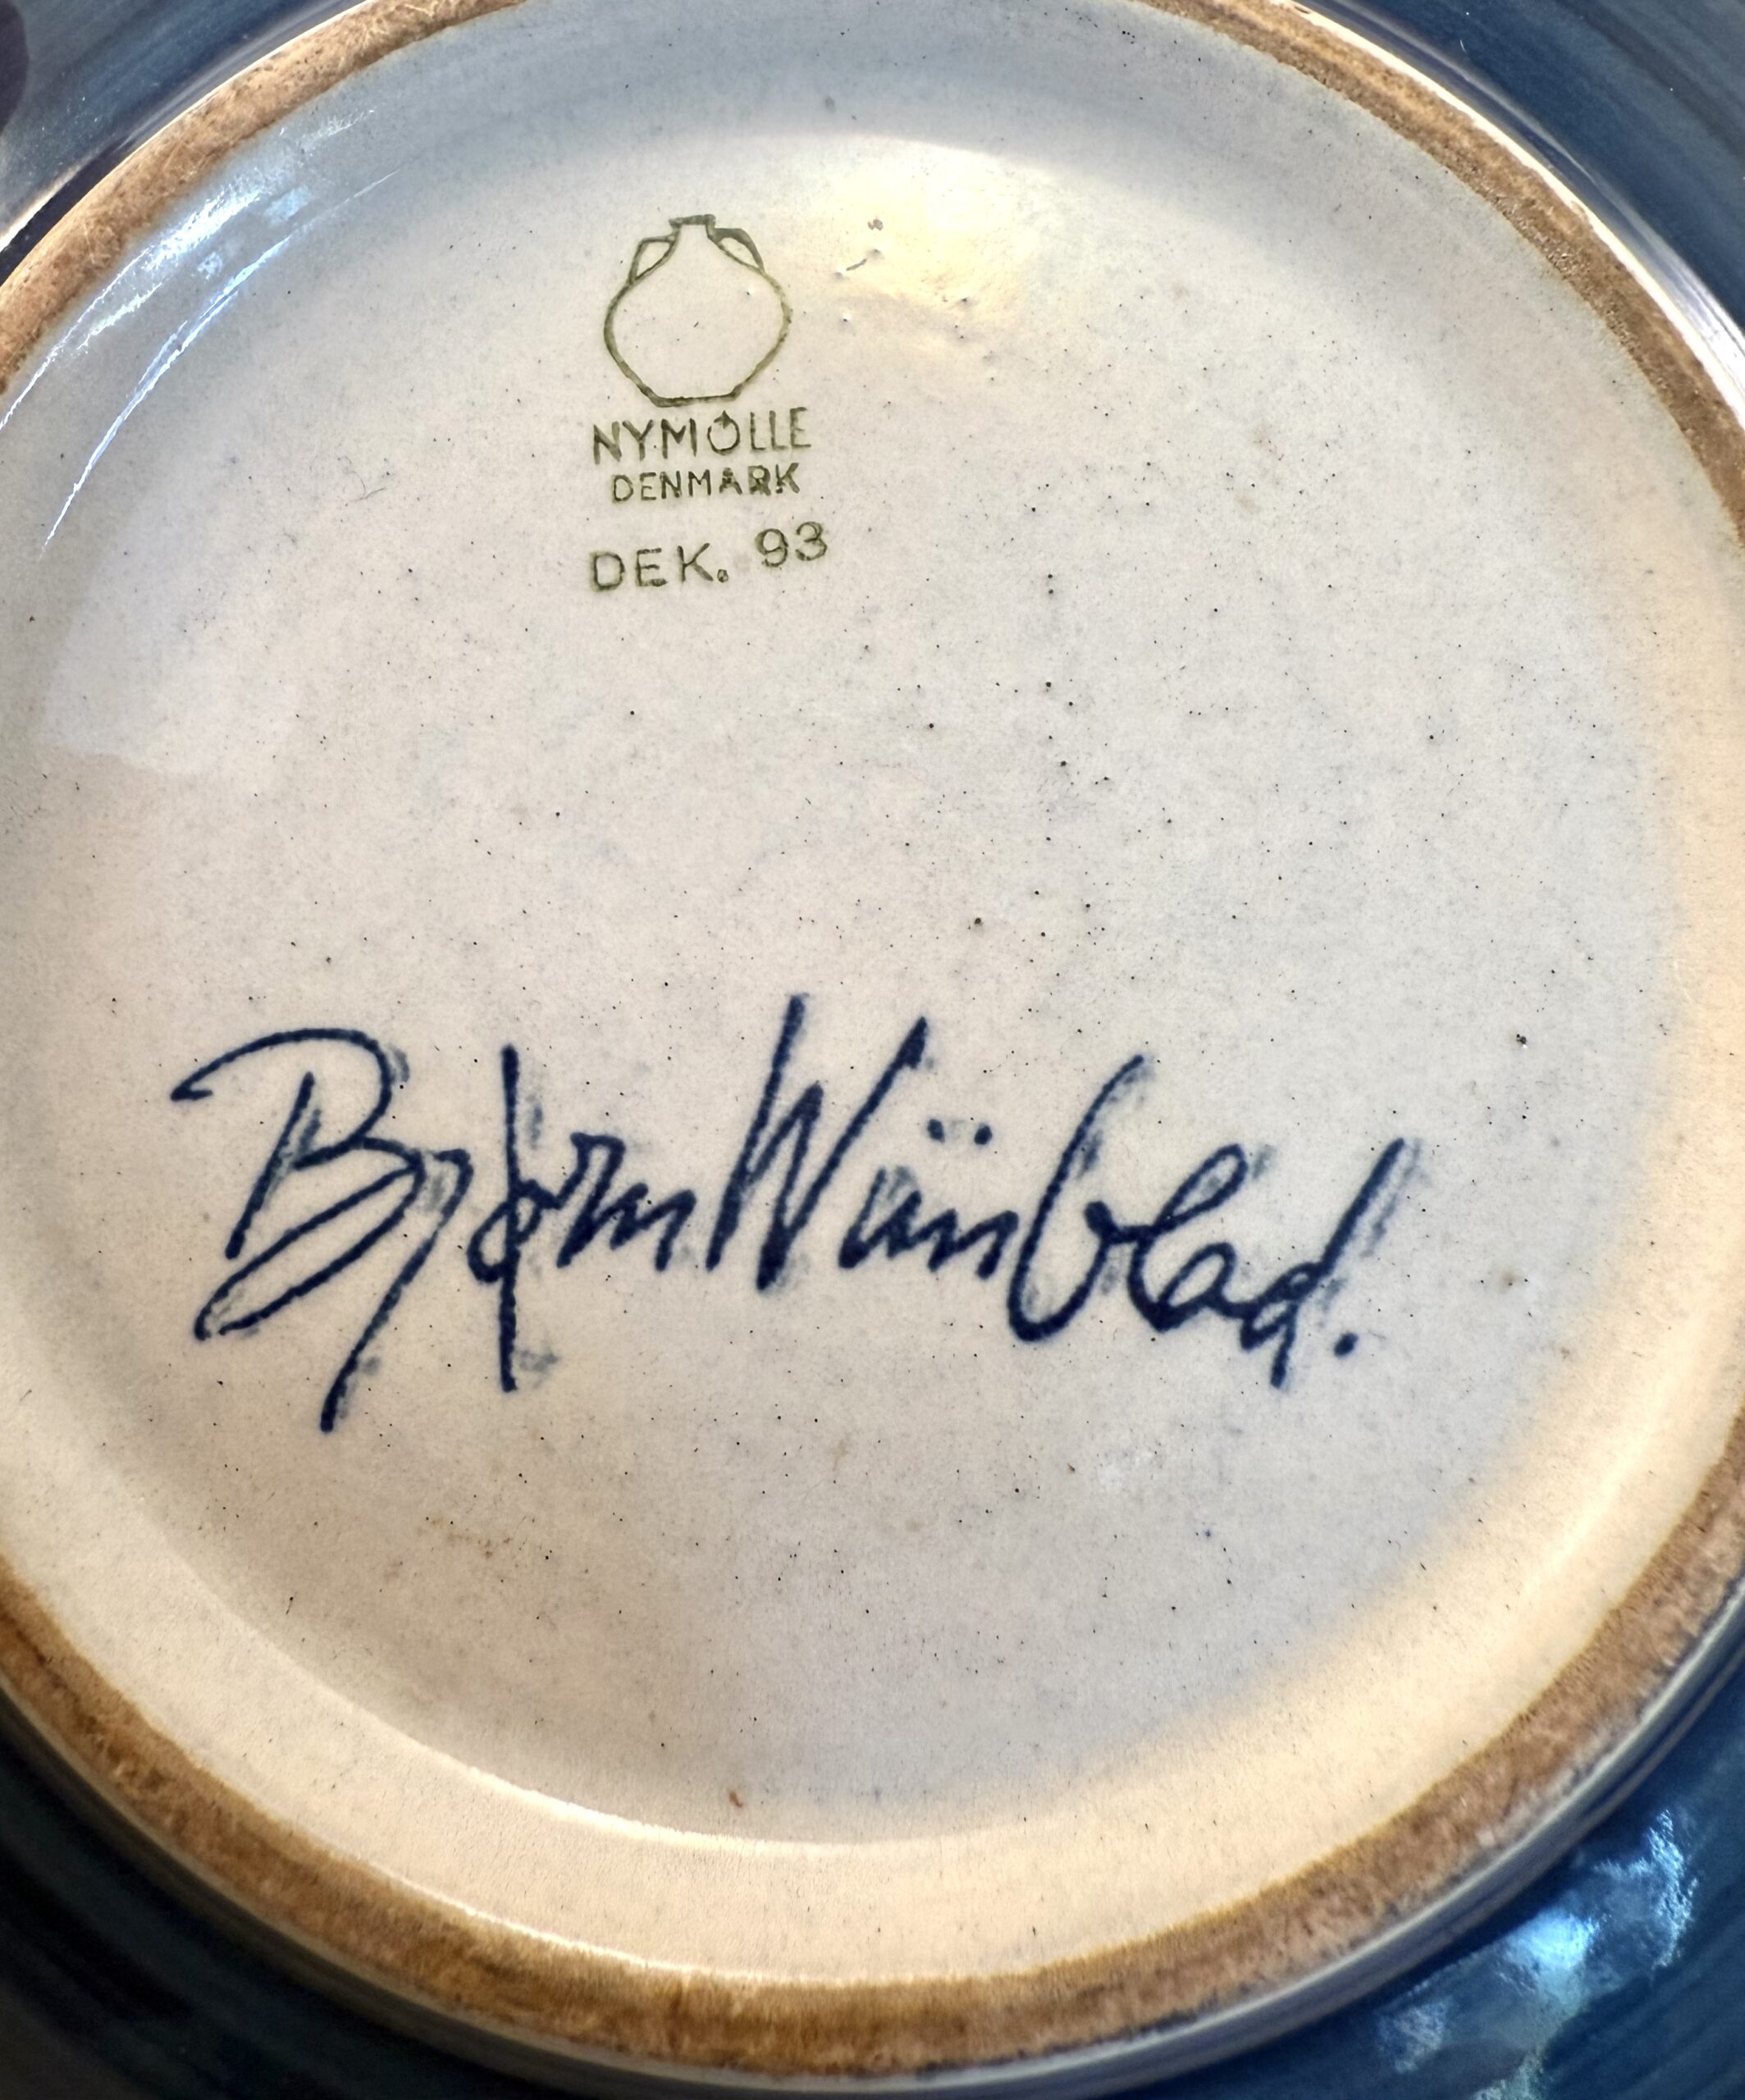 NYMØLLE
DENMARK
DEK. 93
Bjørn Wiinblad.